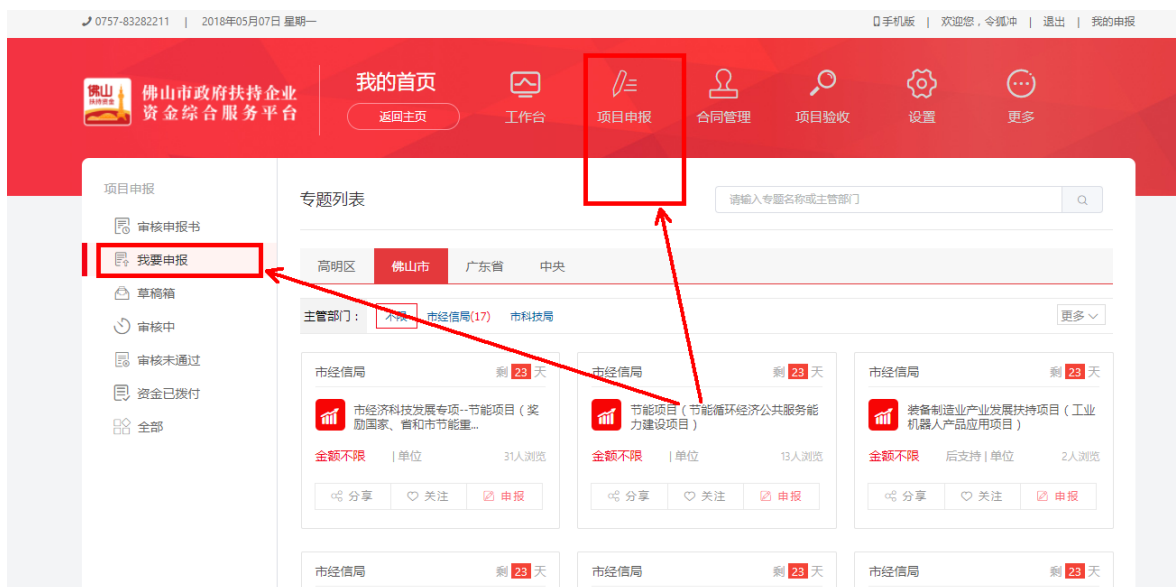 0757-83282211 | 2018年05月07日 星期一
手机版 | 欢迎您，令狐冲 | 退出 | 我的申报
佛山
扶持资金
佛山市政府扶持企业
资金综合服务平台
我的首页
返回主页
工作台
项目申报
合同管理
项目验收
设置
更多
项目申报
审核申报书
我要申报
草稿箱
审核中
审核未通过
资金已拨付
全部
专题列表
请输入专题名称或主管部门
高明区 佛山市 广东省 中央
主管部门： 不限 市经信局(17) 市科技局
更多
市经信局 剩 23 天
市经济科技发展专项--节能项目（奖
励国家、省和市节能重...
金额不限 | 单位 31人浏览
分享 关注 申报
市经信局 剩 23 天
节能项目（节能循环经济公共服务能
力建设项目）
金额不限 | 单位 13人浏览
分享 关注 申报
市经信局 剩 23 天
装备制造业产业发展扶持项目（工业
机器人产品应用项目）
金额不限 后支持 | 单位 2人浏览
分享 关注 申报
市经信局 剩 23 天
市经信局 剩 23 天
市经信局 剩 23 天